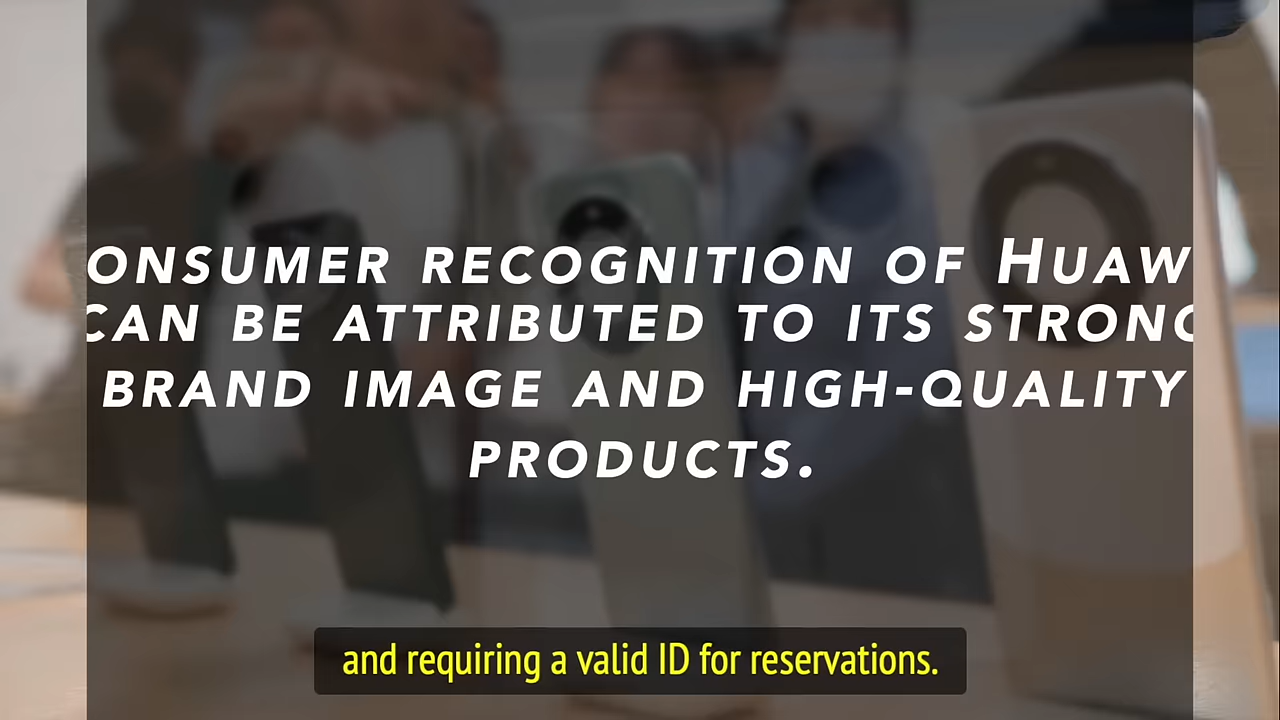 ONSUMER RECOGNITION OF HUAW
CAN BE ATTRIBUTED TO ITS STRONG
BRAND IMAGE AND HIGH-QUALITY
PRODUCTS.
and requiring a valid ID for reservations.